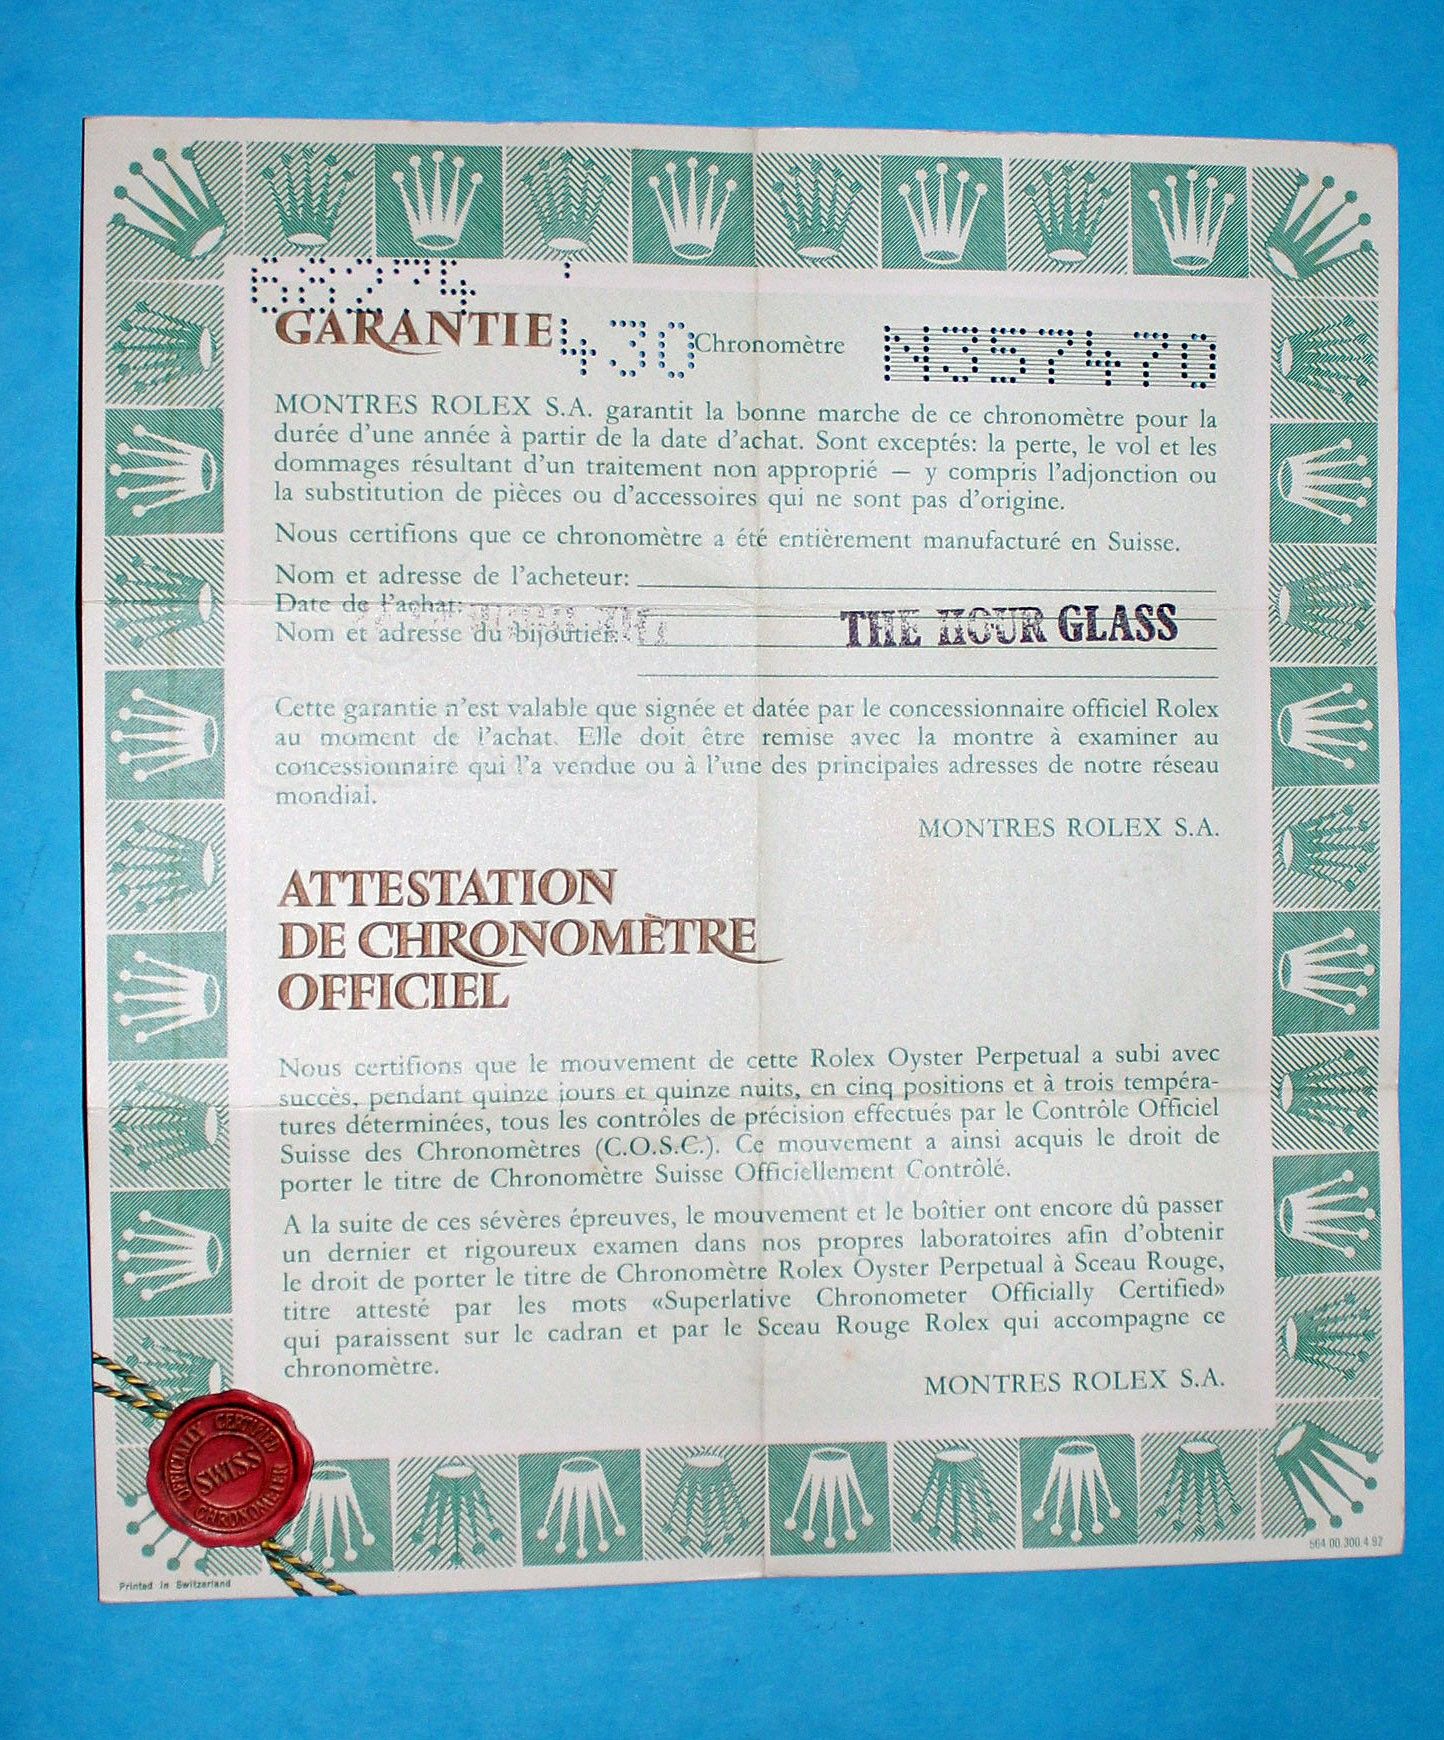 68274
GARANTIE 430 Chronomètre N357470
MONTRES ROLEX S.A. garantit la bonne marche de ce chronomètre pour la
durée d'une année à partir de la date d'achat. Sont exceptés: la perte, le vol et les
dommages résultant d'un traitement non approprié — y compris l'adjonction ou
la substitution de pièces ou d'accessoires qui ne sont pas d'origine.
Nous certifions que ce chronomètre a été entièrement manufacturé en Suisse.
Nom et adresse de l'acheteur:
Date de l'achat:
Nom et adresse du bijoutier: THE HOUR GLASS
Cette garantie n'est valable que signée et datée par le concessionnaire officiel Rolex
au moment de l'achat. Elle doit être remise avec la montre à examiner au
concessionnaire qui l'a vendue ou à l'une des principales adresses de notre réseau
mondial.
MONTRES ROLEX S.A.
ATTESTATION
DE CHRONOMÈTRE
OFFICIEL
Nous certifions que le mouvement de cette Rolex Oyster Perpetual a subi avec
succès, pendant quinze jours et quinze nuits, en cinq positions et à trois tempéra-
tures déterminées, tous les contrôles de précision effectués par le Contrôle Officiel
Suisse des Chronomètres (C.O.S.C.). Ce mouvement a ainsi acquis le droit de
porter le titre de Chronomètre Suisse Officiellement Contrôlé.
A la suite de ces sévères épreuves, le mouvement et le boîtier ont encore dû passer
un dernier et rigoureux examen dans nos propres laboratoires afin d'obtenir
le droit de porter le titre de Chronomètre Rolex Oyster Perpetual à Sceau Rouge,
titre attesté par les mots «Superlative Chronometer Officially Certified»
qui paraissent sur le cadran et par le Sceau Rouge Rolex qui accompagne ce
chronomètre.
MONTRES ROLEX S.A.
OFFICIALLY CERTIFIED
SWISS
CHRONOMETER
Printed in Switzerland
564.00.300.4.92